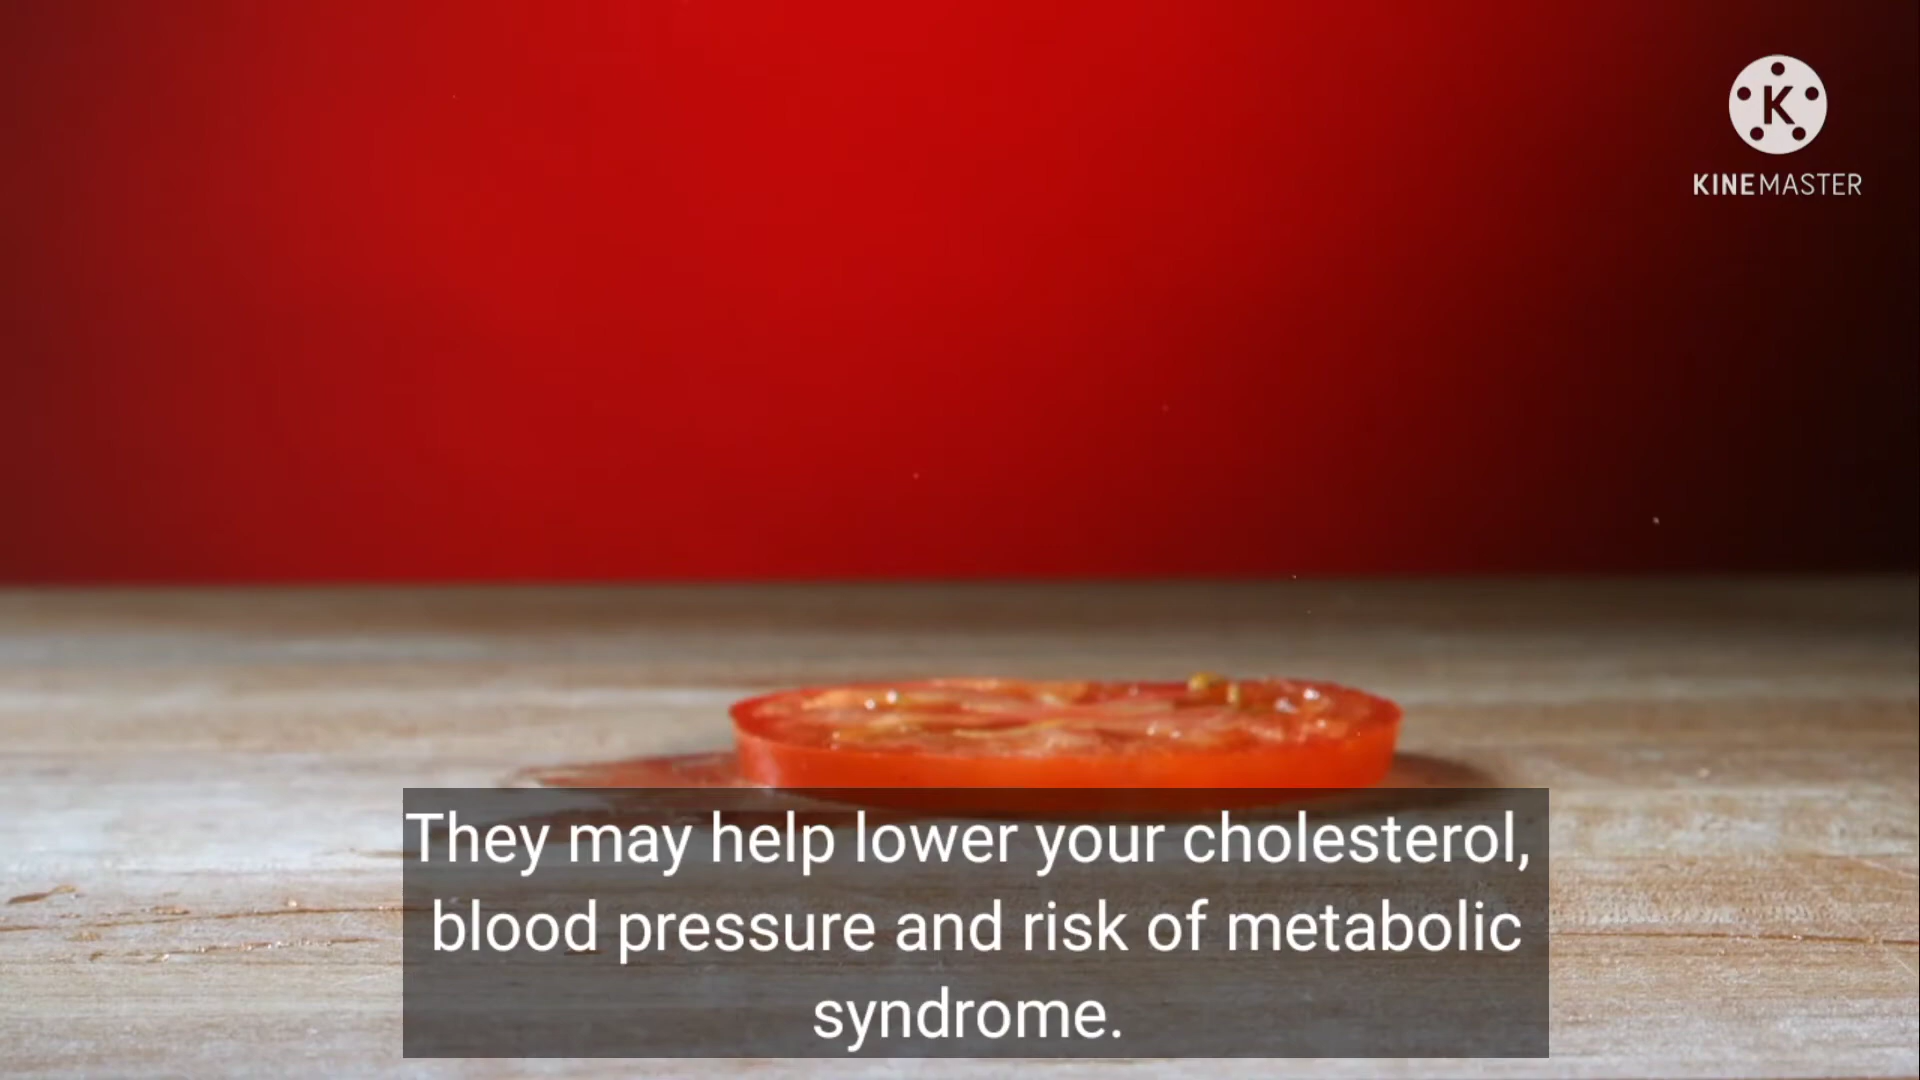 K
KINEMASTER
They may help lower your cholesterol,
blood pressure and risk of metabolic
syndrome.